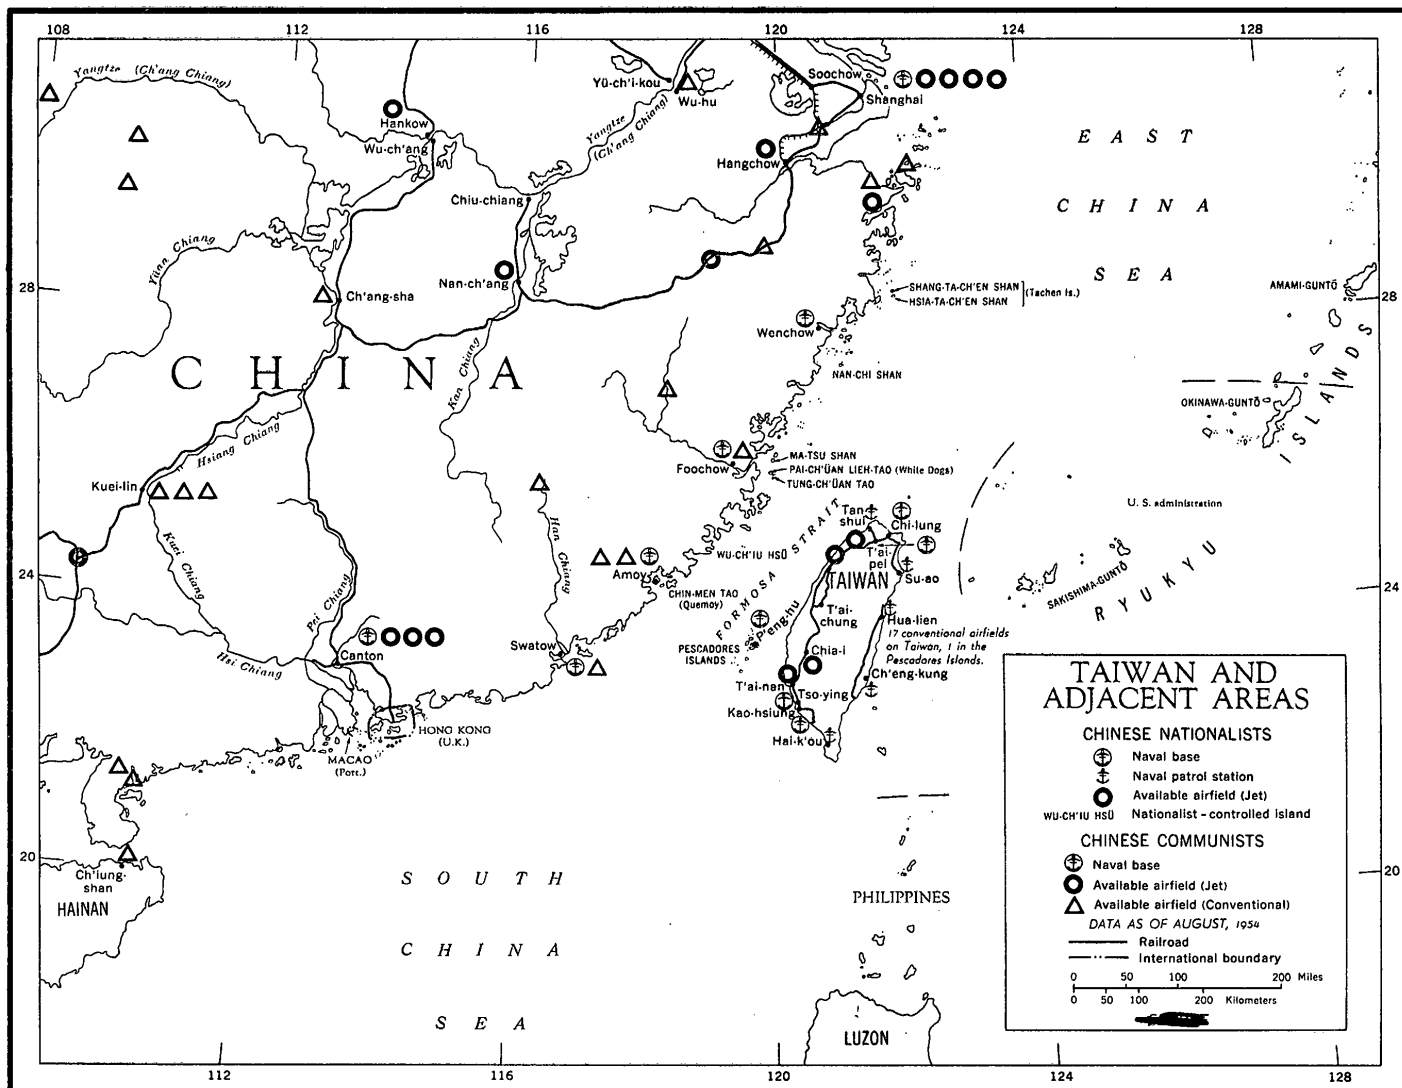 108
112
116
120
124
128
Yangtze (Ch'ang Chiang)
Yü-ch'i-kou
Wu-hu
Soochow
Shanghai
Hankow
Wu-ch'ang
Yangtze
(Ch'ang Chiang)
Hangchow
EAST
CHINA
SEA
Chiu-chiang
Yüan Chiang
Nan-ch'ang
Ch'ang-sha
28
28
SHANG-TA-CH'EN SHAN
HSIA-TA-CH'EN SHAN
(Tachen Is.)
AMAMI-GUNTŌ
Wenchow
CHINA
Kan Chiang
NAN-CHI SHAN
OKINAWA-GUNTŌ
ISLANDS
Hsiang Chiang
Foochow
MA-TSU SHAN
PAI-CH'ÜAN LIEH-TAO (White Dogs)
TUNG-CH'ÜAN TAO
Kuei-lin
U.S. administration
Kuei Chiang
Han Chiang
Tan-
shui
Chi-lung
WU-CH'IU HSÜ
FORMOSA STRAIT
T'ai-
pei
24
24
Amoy
CHIN-MEN TAO
(Quemoy)
TAIWAN
Su-ao
SAKISHIMA-GUNTŌ
RYUKYU
Pei Chiang
P'eng-hu
T'ai-
chung
Hua-lien
17 conventional airfields
on Taiwan, 1 in the
Pescadores Islands.
Canton
Hsi Chiang
Swatow
PESCADORES
ISLANDS
Chia-i
Ch'eng-kung
T'ai-nan
Tso-ying
Kao-hsiung
Hai-k'ou
HONG KONG
(U.K.)
MACAO
(Port.)
TAIWAN AND
ADJACENT AREAS
CHINESE NATIONALISTS
Naval base
Naval patrol station
Available airfield (Jet)
WU-CH'IU HSÜ Nationalist-controlled island
CHINESE COMMUNISTS
Naval base
Available airfield (Jet)
Available airfield (Conventional)
DATA AS OF AUGUST, 1954
Railroad
International boundary
0 50 100 200 Miles
0 50 100 200 Kilometers
20
20
Ch'iung-
shan
HAINAN
SOUTH
CHINA
SEA
PHILIPPINES
LUZON
112
116
120
124
128